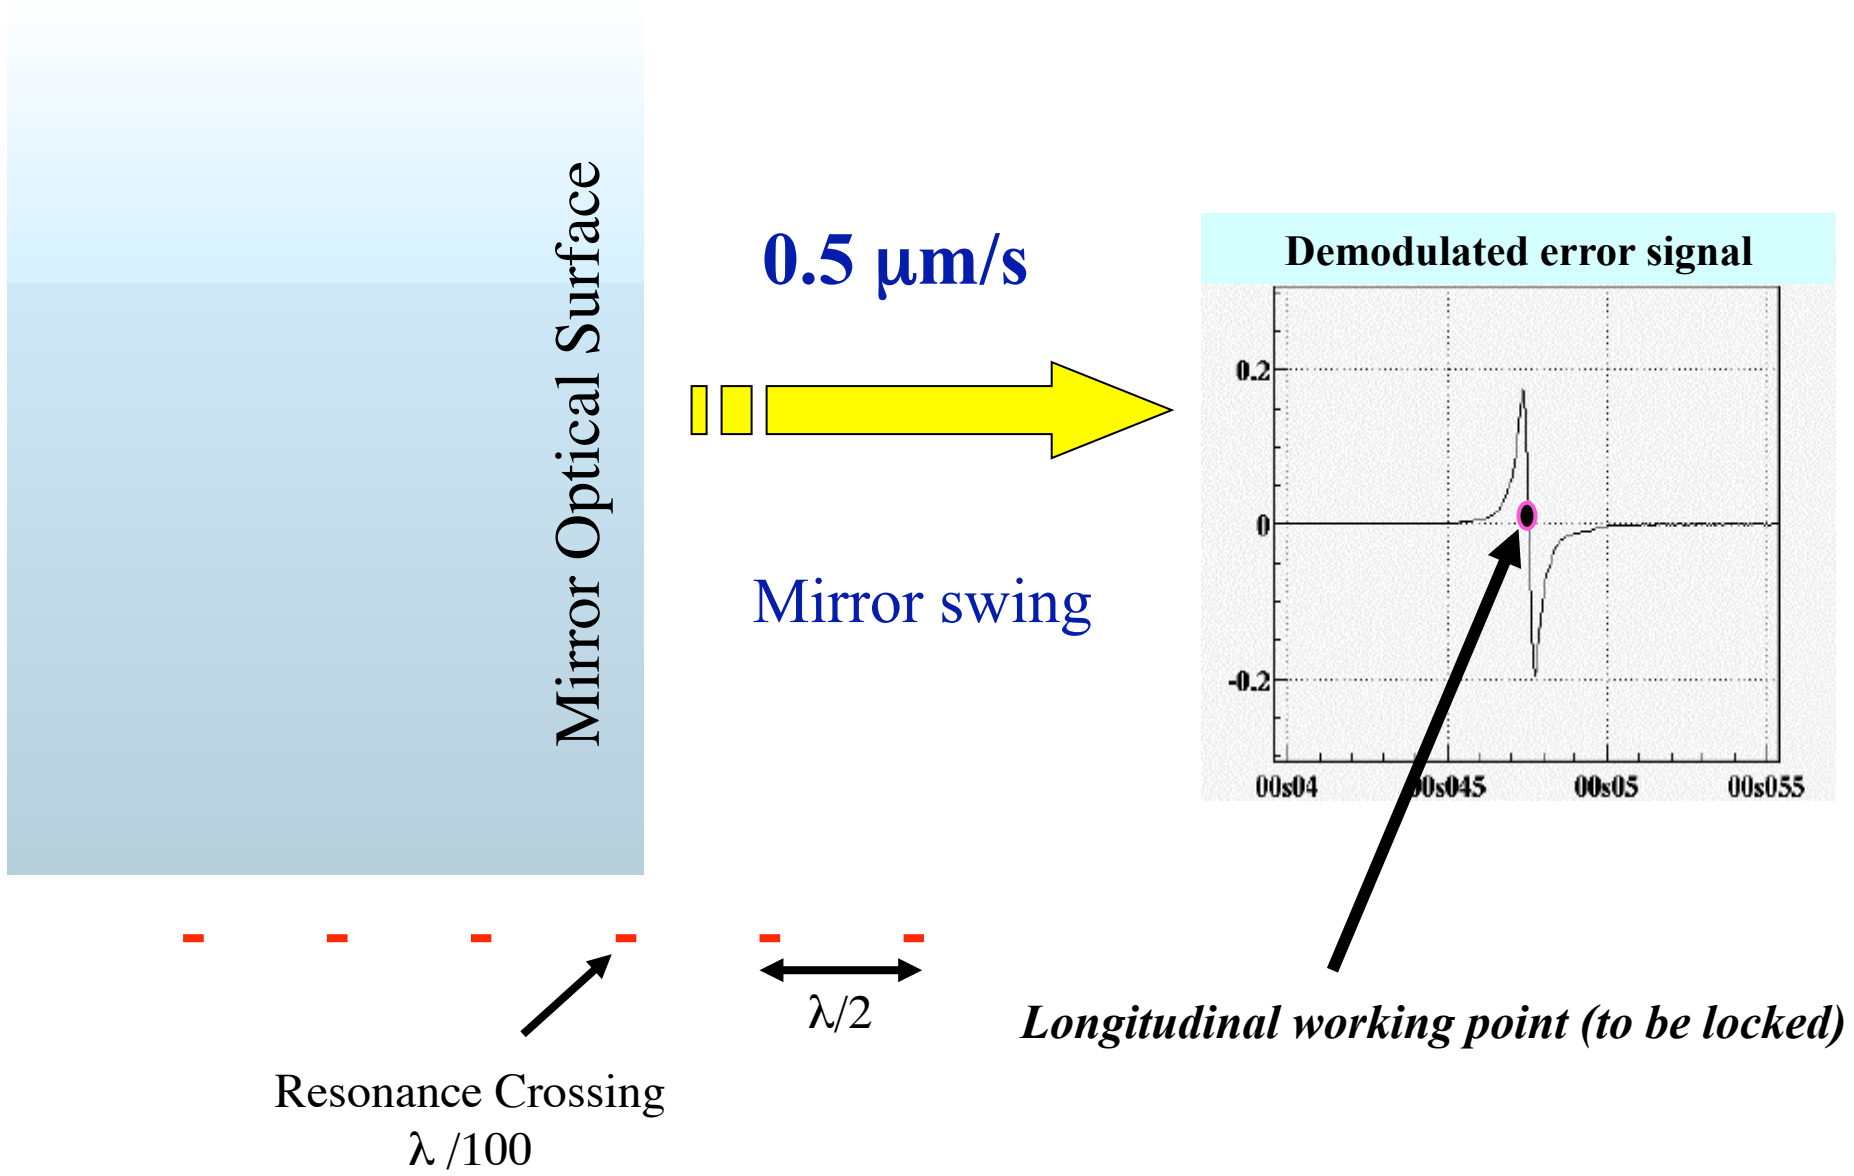 Mirror Optical Surface
0.5 μm/s
Mirror swing
Demodulated error signal
0.2
0
-0.2
00s04 00s045 00s05 00s055
λ/2
Longitudinal working point (to be locked)
Resonance Crossing
λ /100